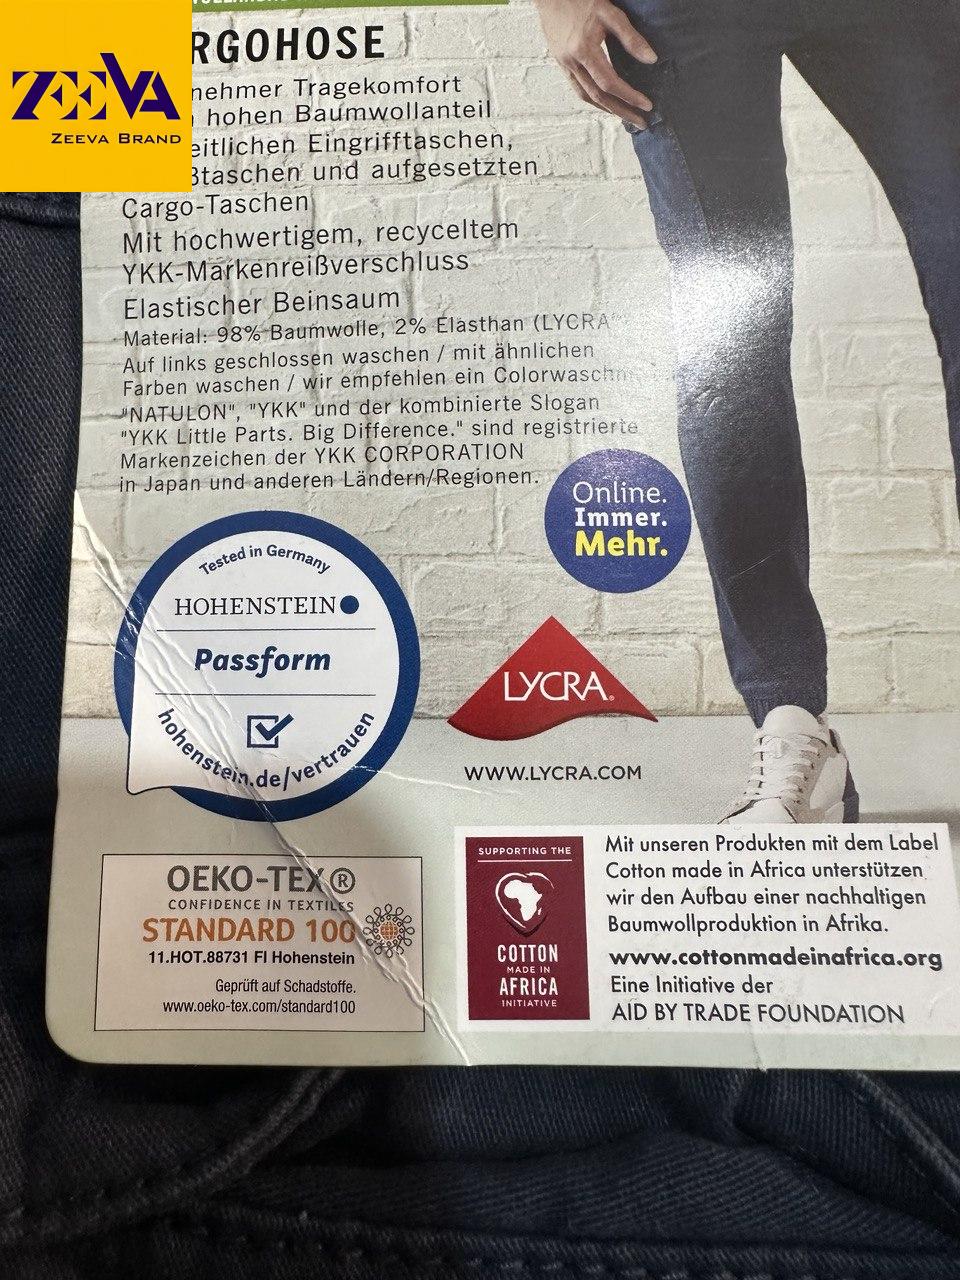 ZEEVA
ZEEVA BRAND
RGOHOSE
nehmer Tragekomfort
hohen Baumwollanteil
eitlichen Eingrifftaschen,
ßtaschen und aufgesetzten
Cargo-Taschen
Mit hochwertigem, recyceltem
YKK-Markenreißverschluss
Elastischer Beinsaum
Material: 98% Baumwolle, 2% Elasthan (LYCRA
Auf links geschlossen waschen / mit ähnlichen
Farben waschen / wir empfehlen ein
"NATULON", "YKK" und der kombinierte Slogan
"YKK Little Parts. Big Difference." sind registrierte
Markenzeichen der YKK CORPORATION
in Japan und anderen Ländern/Regionen.
Online.
Immer.
Mehr.
Tested in Germany
HOHENSTEIN
Passform
hohenstein.de/vertrauen
LYCRA®
WWW.LYCRA.COM
OEKO-TEX®
CONFIDENCE IN TEXTILES
STANDARD 100
11.HOT.88731 FI Hohenstein
Geprüft auf Schadstoffe.
www.oeko-tex.com/standard100
SUPPORTING THE
COTTON
MADE IN
AFRICA
INITIATIVE
Mit unseren Produkten mit dem Label
Cotton made in Africa unterstützen
wir den Aufbau einer nachhaltigen
Baumwollproduktion in Afrika.
www.cottonmadeinafrica.org
Eine Initiative der
AID BY TRADE FOUNDATION